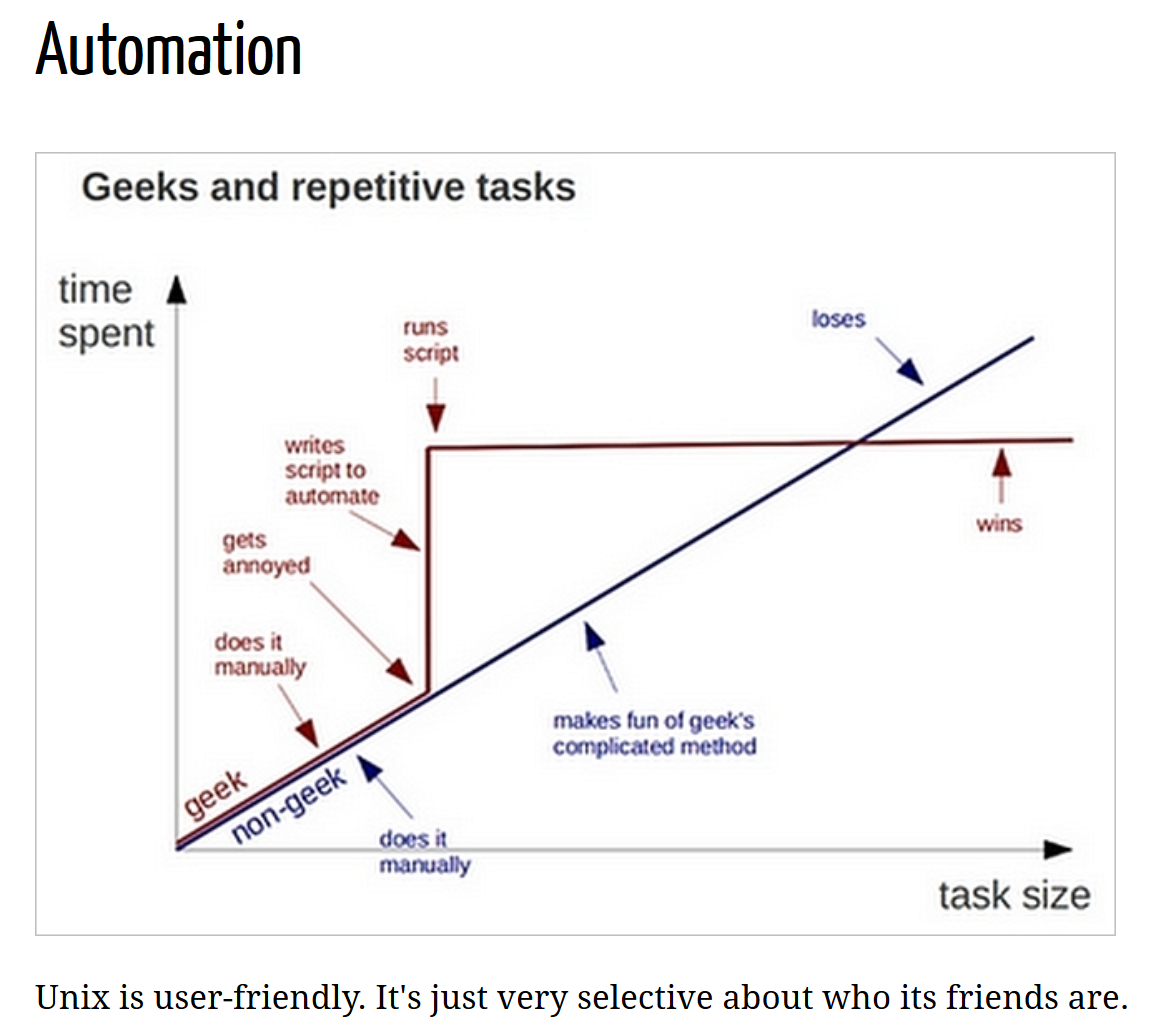 Automation
Geeks and repetitive tasks
time
spent
runs
script
loses
writes
script to
automate
wins
gets
annoyed
does it
manually
makes fun of geek's
complicated method
geek
non-geek
does it
manually
task size
Unix is user-friendly. It's just very selective about who its friends are.